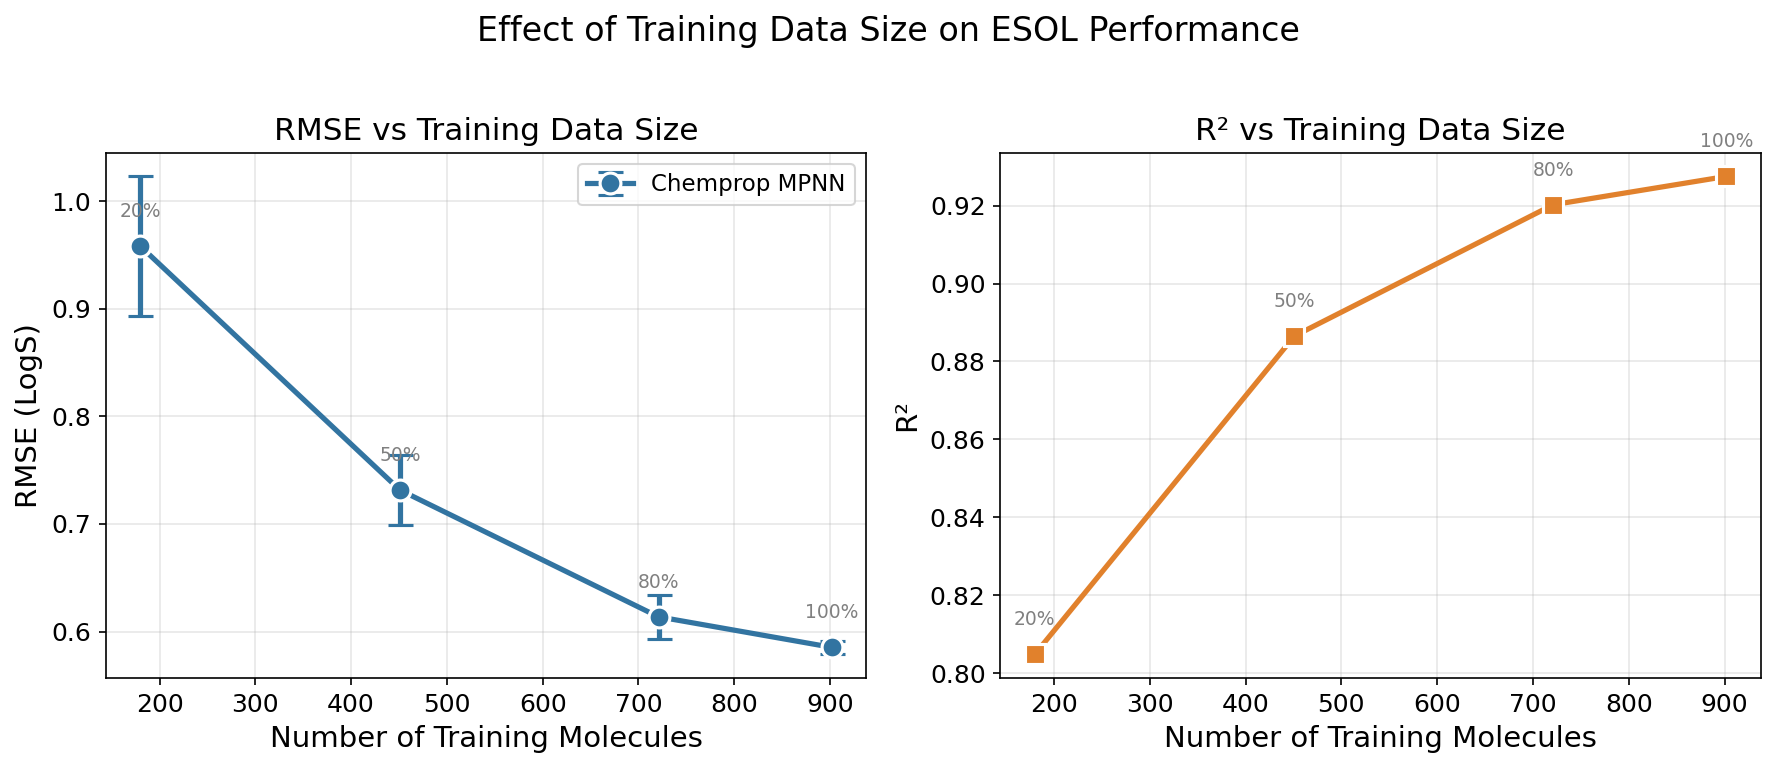 Effect of Training Data Size on ESOL Performance
RMSE vs Training Data Size
Chemprop MPNN
20%
50%
80%
100%
1.0
0.9
0.8
0.7
0.6
RMSE (LogS)
200 300 400 500 600 700 800 900
Number of Training Molecules
R² vs Training Data Size
100%
80%
50%
20%
0.92
0.90
0.88
0.86
0.84
0.82
0.80
R²
200 300 400 500 600 700 800 900
Number of Training Molecules